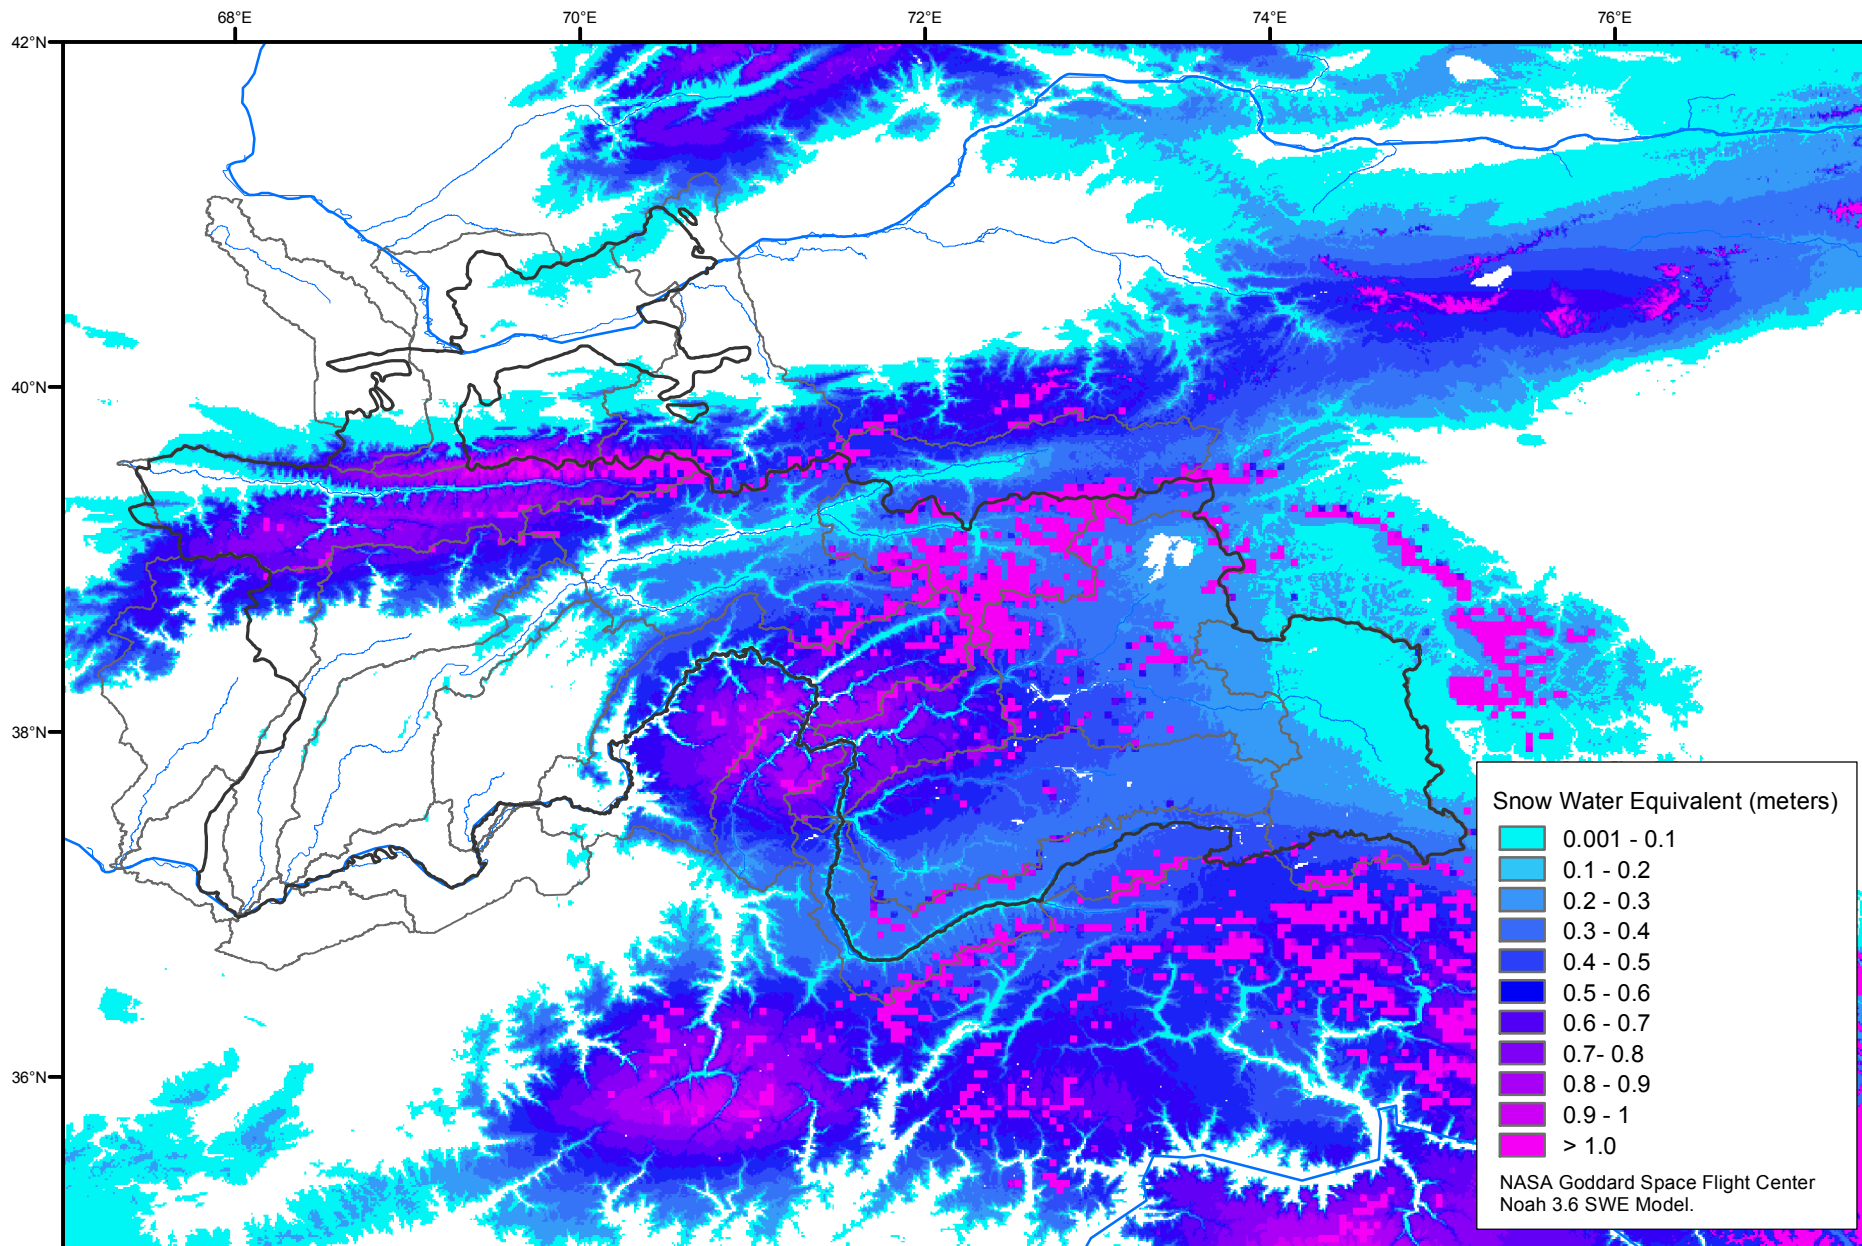 68°E 70°E 72°E 74°E 76°E
42°N
40°N
38°N
36°N
Snow Water Equivalent (meters)
0.001 - 0.1
0.1 - 0.2
0.2 - 0.3
0.3 - 0.4
0.4 - 0.5
0.5 - 0.6
0.6 - 0.7
0.7- 0.8
0.8 - 0.9
0.9 - 1
> 1.0
NASA Goddard Space Flight Center
Noah 3.6 SWE Model.